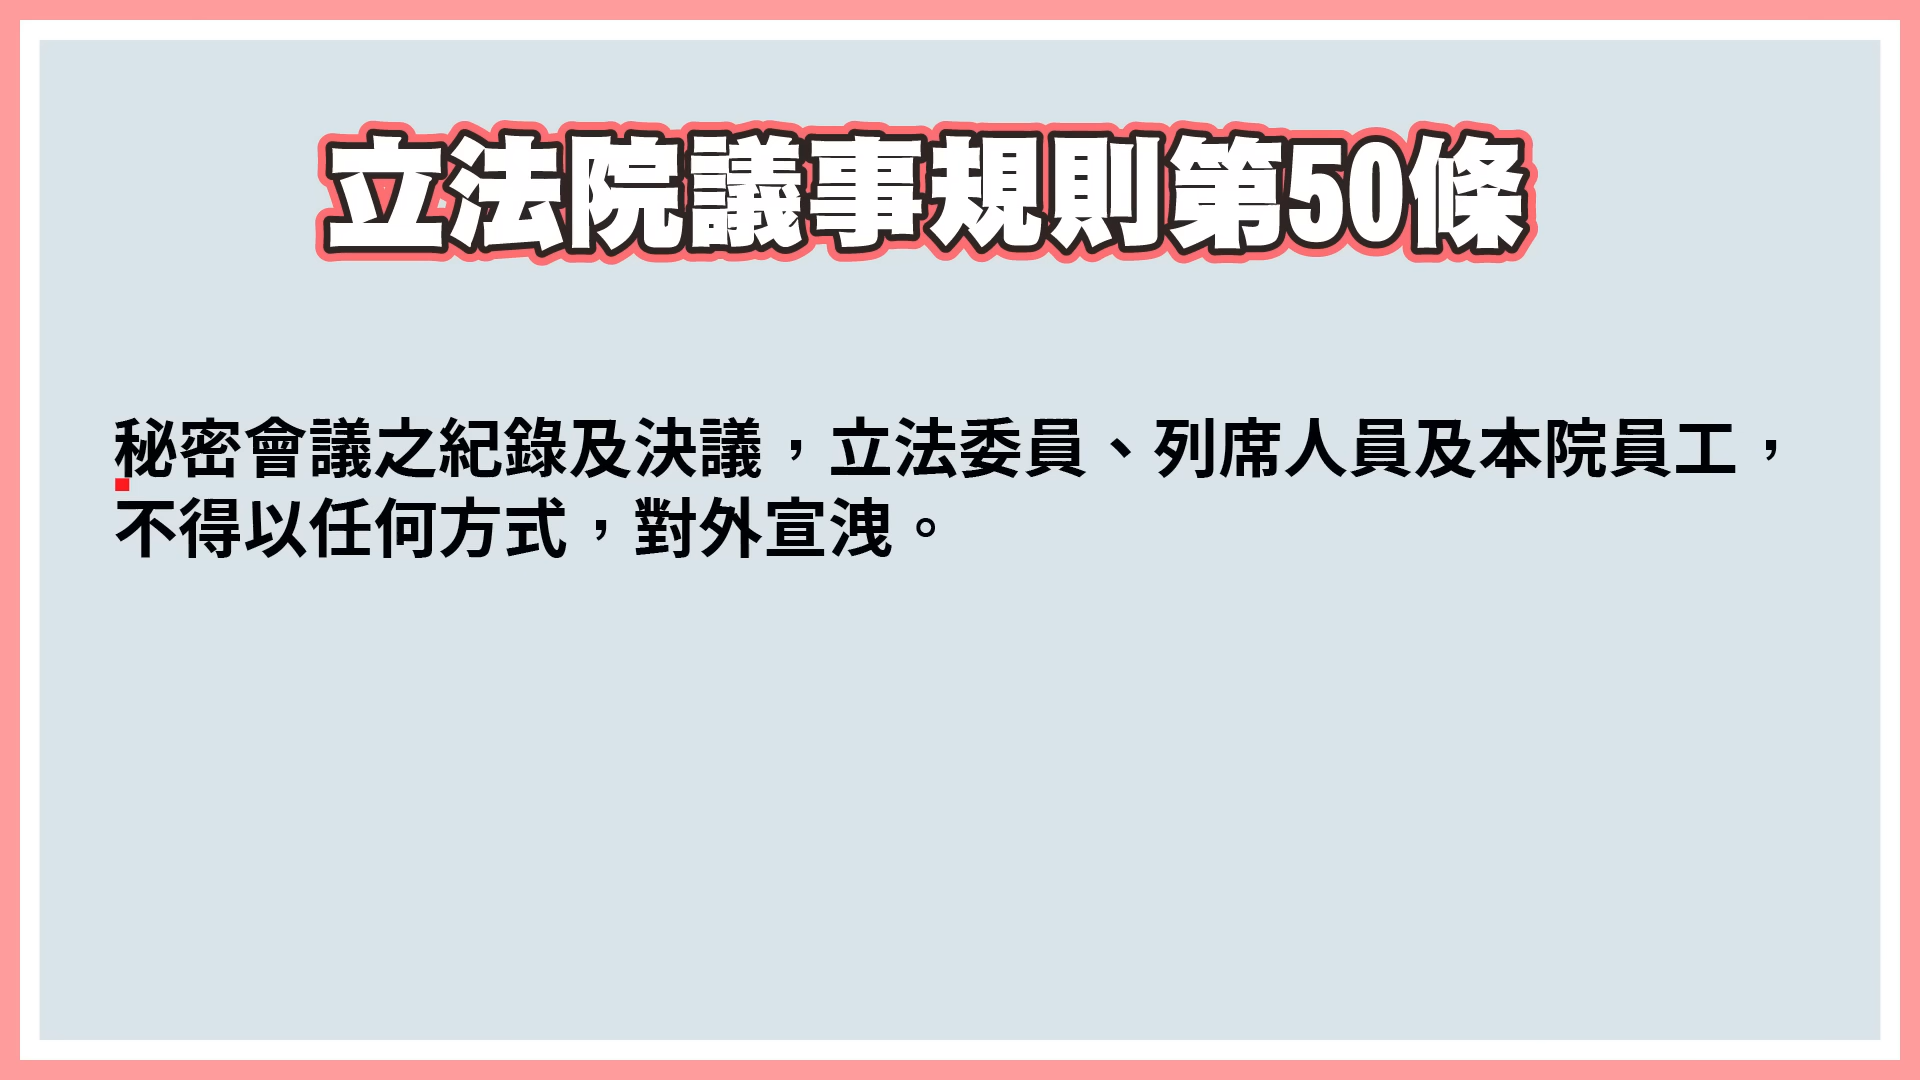 立法院議事規則第50條
秘密會議之紀錄及決議，立法委員、列席人員及本院員工，
不得以任何方式，對外宣洩。